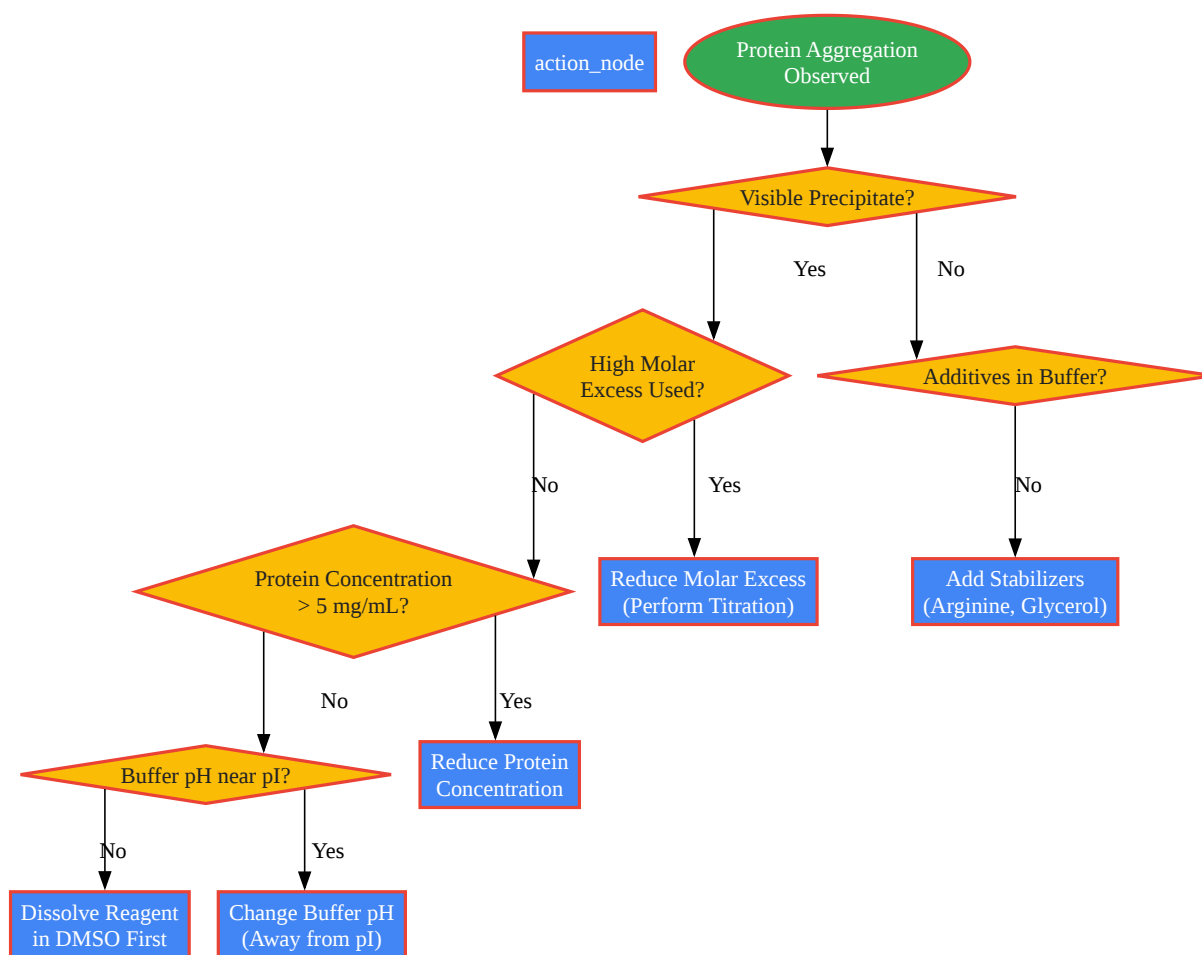 action_node
Protein Aggregation
Observed
Visible Precipitate?
Yes
No
High Molar
Excess Used?
Additives in Buffer?
No
Yes
No
Protein Concentration
> 5 mg/mL?
Reduce Molar Excess
(Perform Titration)
Add Stabilizers
(Arginine, Glycerol)
No
Yes
Buffer pH near pI?
Reduce Protein
Concentration
No
Yes
Dissolve Reagent
in DMSO First
Change Buffer pH
(Away from pI)